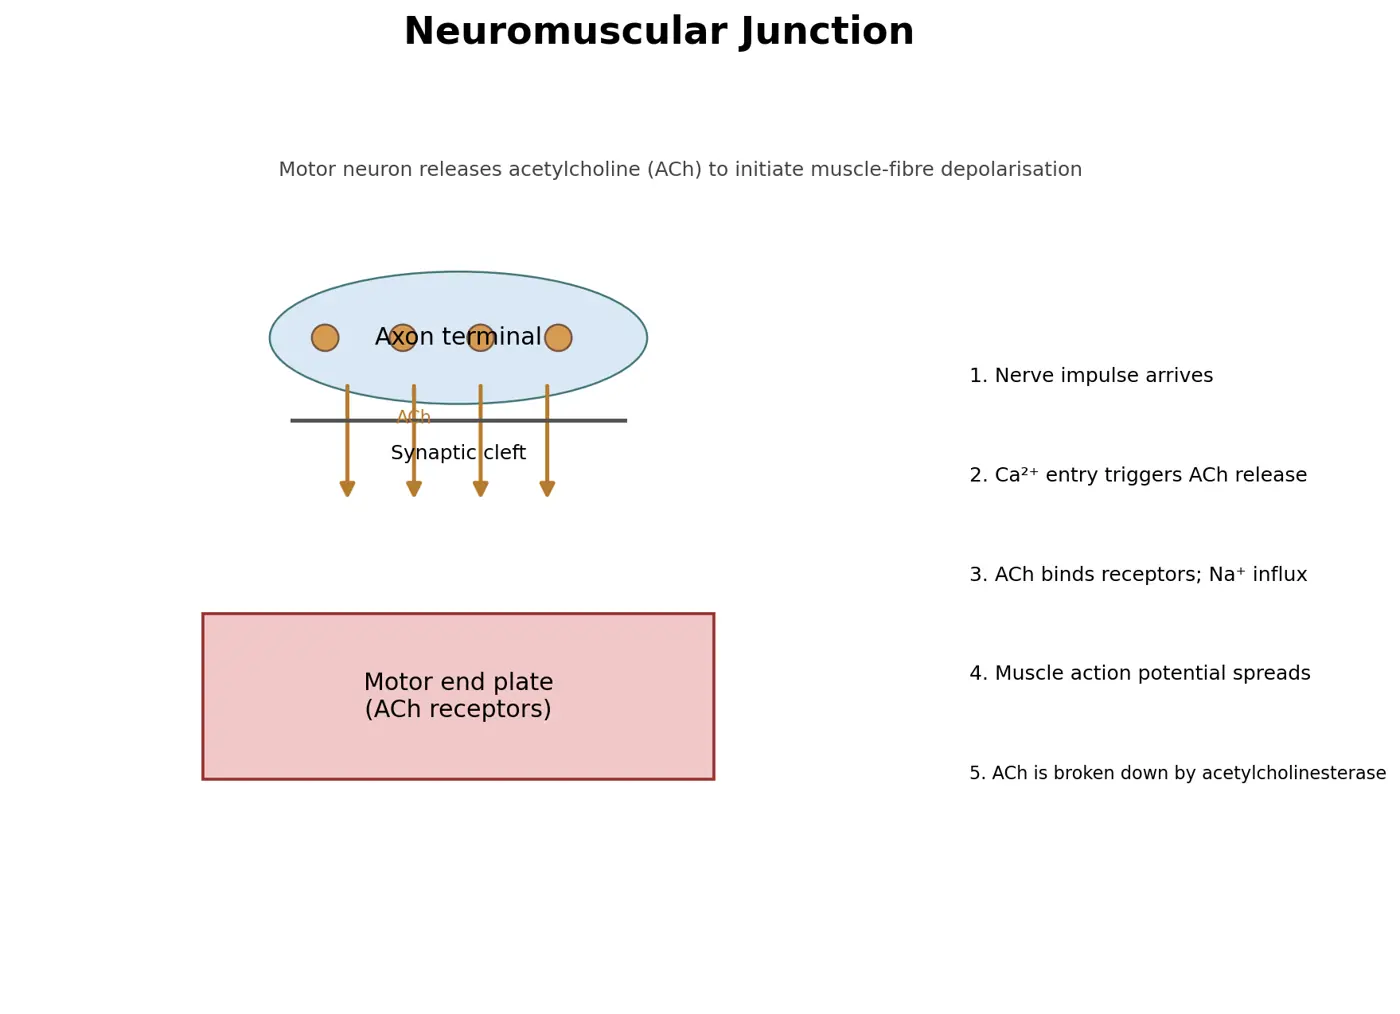 Neuromuscular Junction
Motor neuron releases acetylcholine (ACh) to initiate muscle-fibre depolarisation
Axon terminal
ACh
Synaptic cleft
Motor end plate
(ACh receptors)
1. Nerve impulse arrives
2. Ca²⁺ entry triggers ACh release
3. ACh binds receptors; Na⁺ influx
4. Muscle action potential spreads
5. ACh is broken down by acetylcholinesterase